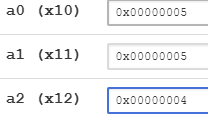 a0 (x10) 0x00000005
a1 (x11) 0x00000005
a2 (x12) 0x00000004